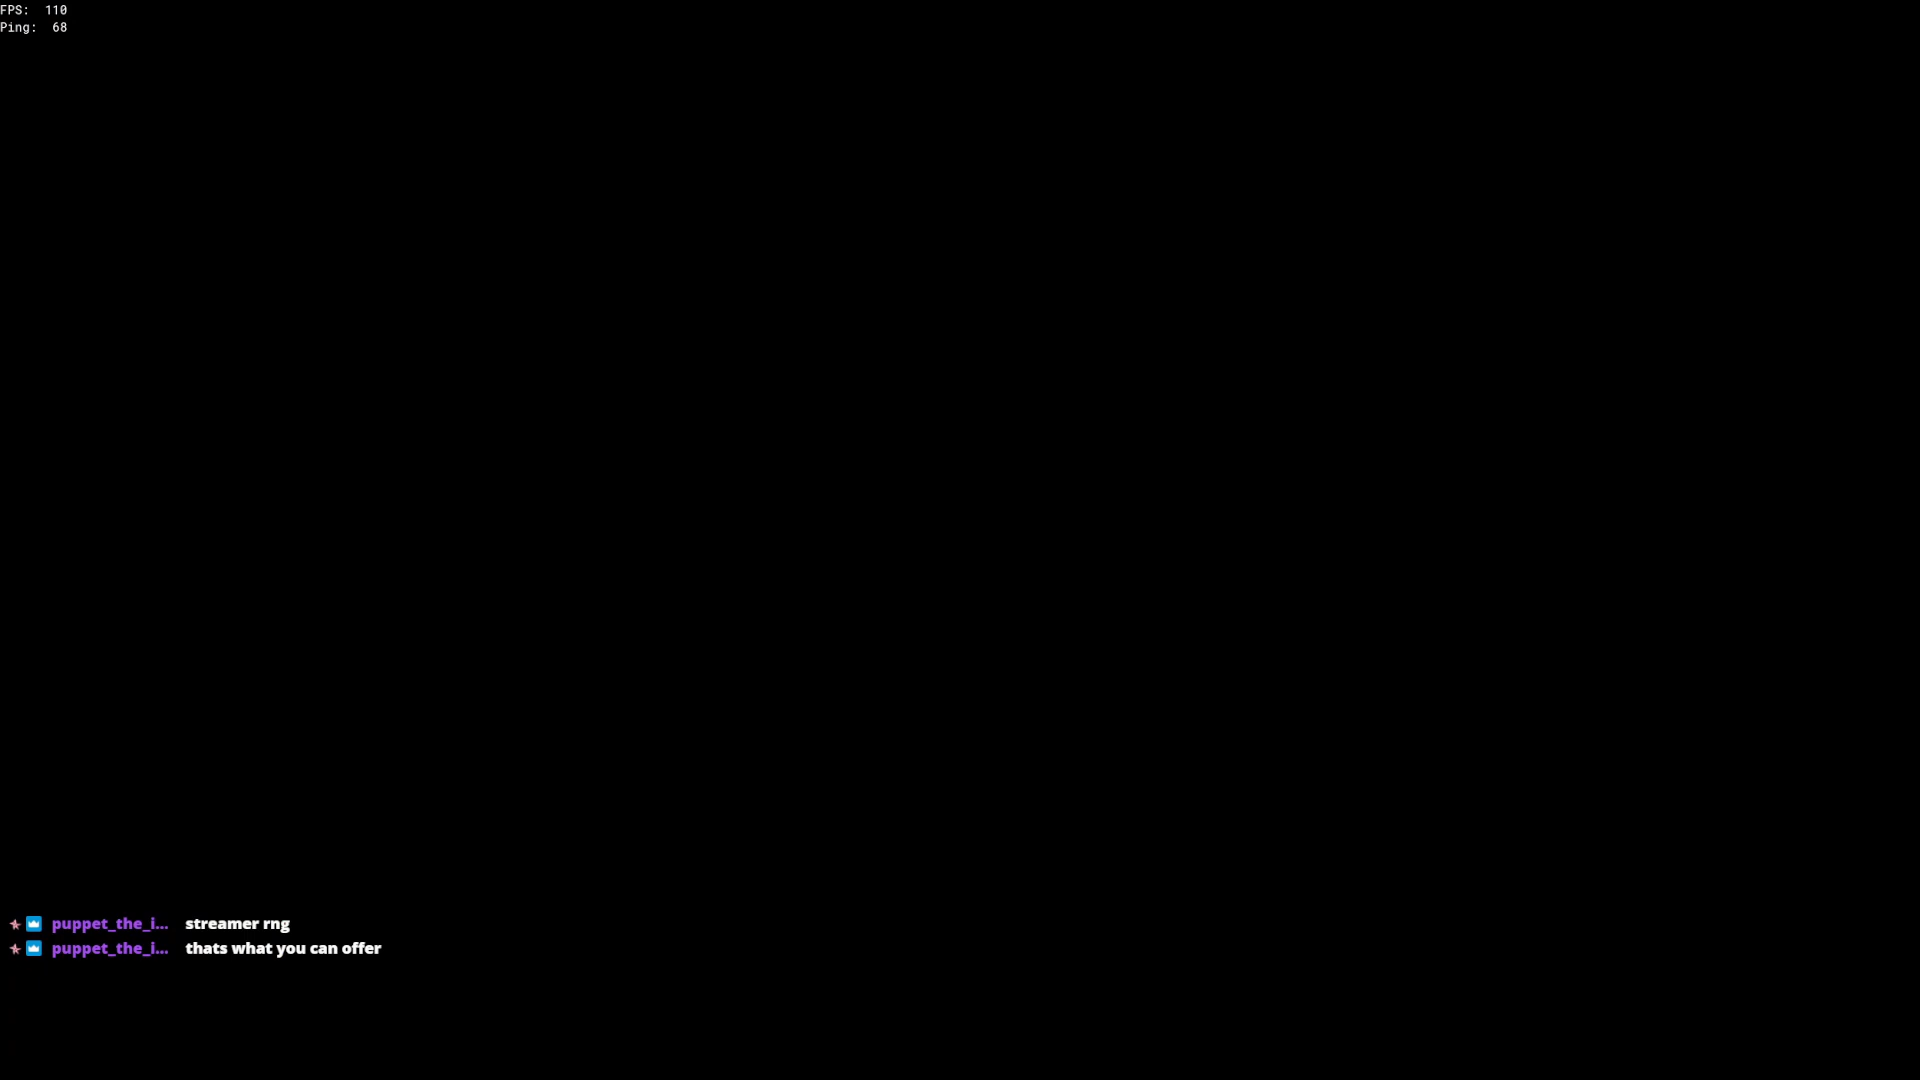 FPS: 110
Ping: 68
puppet_the_i... streamer rng
puppet_the_i... thats what you can offer